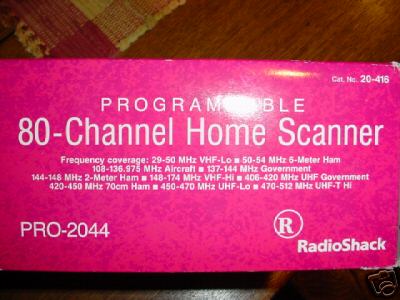 Cat. No. 20-416
PROGRAMMABLE
80-Channel Home Scanner
Frequency coverage: 29-50 MHz VHF-Lo ■ 50-54 MHz 6-Meter Ham
108-136.975 MHz Aircraft ■ 137-144 MHz Government
144-148 MHz 2-Meter Ham ■ 148-174 MHz VHF-Hi ■ 406-420 MHz UHF Government
420-450 MHz 70cm Ham ■ 450-470 MHz UHF-Lo ■ 470-512 MHz UHF-T Hi
PRO-2044
R
RadioShack